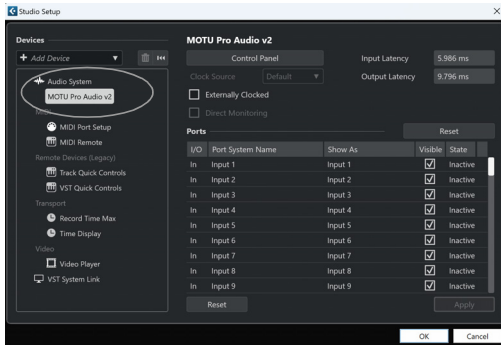 Studio Setup
Devices
+ Add Device
Audio System
MOTU Pro Audio v2
MIDI
MIDI Port Setup
MIDI Remote
Remote Devices (Legacy)
Track Quick Controls
VST Quick Controls
Transport
Record Time Max
Time Display
Video
Video Player
VST System Link
MOTU Pro Audio v2
Control Panel Input Latency 5.986 ms
Clock Source Default Output Latency 9.796 ms
Externally Clocked
Direct Monitoring
Ports Reset
I/O Port System Name Show As Visible State
In Input 1 Input 1 Inactive
In Input 2 Input 2 Inactive
In Input 3 Input 3 Inactive
In Input 4 Input 4 Inactive
In Input 5 Input 5 Inactive
In Input 6 Input 6 Inactive
In Input 7 Input 7 Inactive
In Input 8 Input 8 Inactive
In Input 9 Input 9 Inactive
Reset Apply
OK Cancel